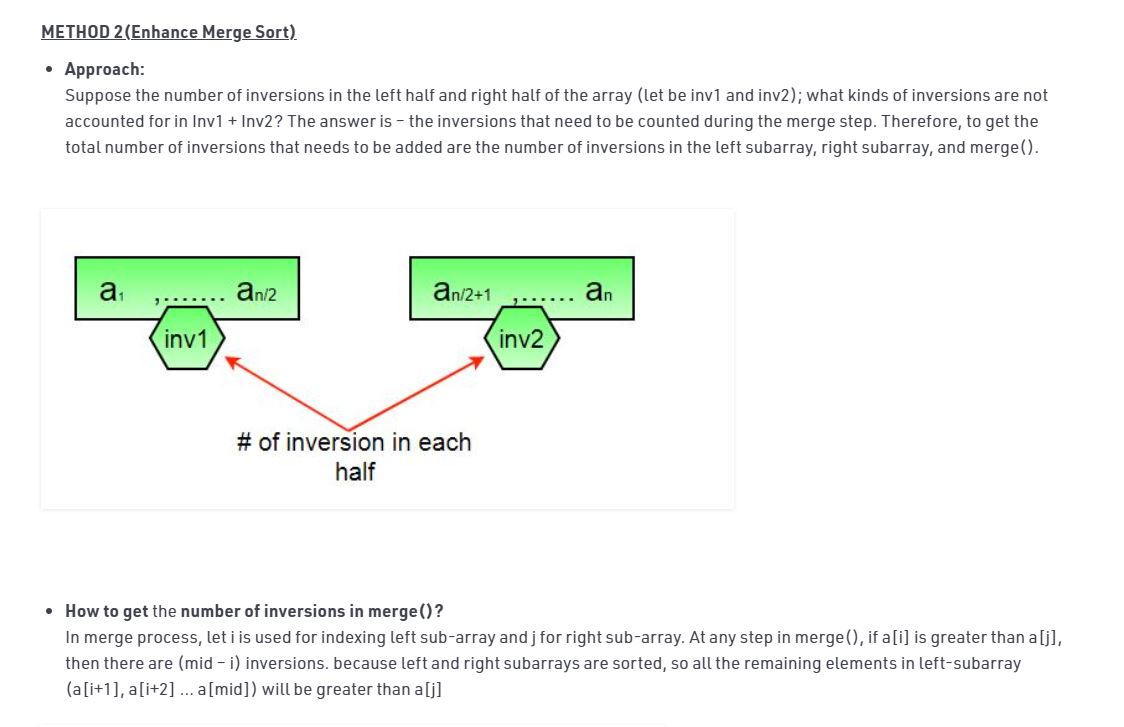 METHOD 2(Enhance Merge Sort)
• Approach:
Suppose the number of inversions in the left half and right half of the array (let be inv1 and inv2); what kinds of inversions are not
accounted for in Inv1 + Inv2? The answer is – the inversions that need to be counted during the merge step. Therefore, to get the
total number of inversions that needs to be added are the number of inversions in the left subarray, right subarray, and merge().
a1 ,....... an/2
an/2+1 ,...... an
inv1
inv2
# of inversion in each
half
• How to get the number of inversions in merge()?
In merge process, let i is used for indexing left sub-array and j for right sub-array. At any step in merge(), if a[i] is greater than a[j],
then there are (mid – i) inversions. because left and right subarrays are sorted, so all the remaining elements in left-subarray
(a[i+1], a[i+2] … a[mid]) will be greater than a[j]